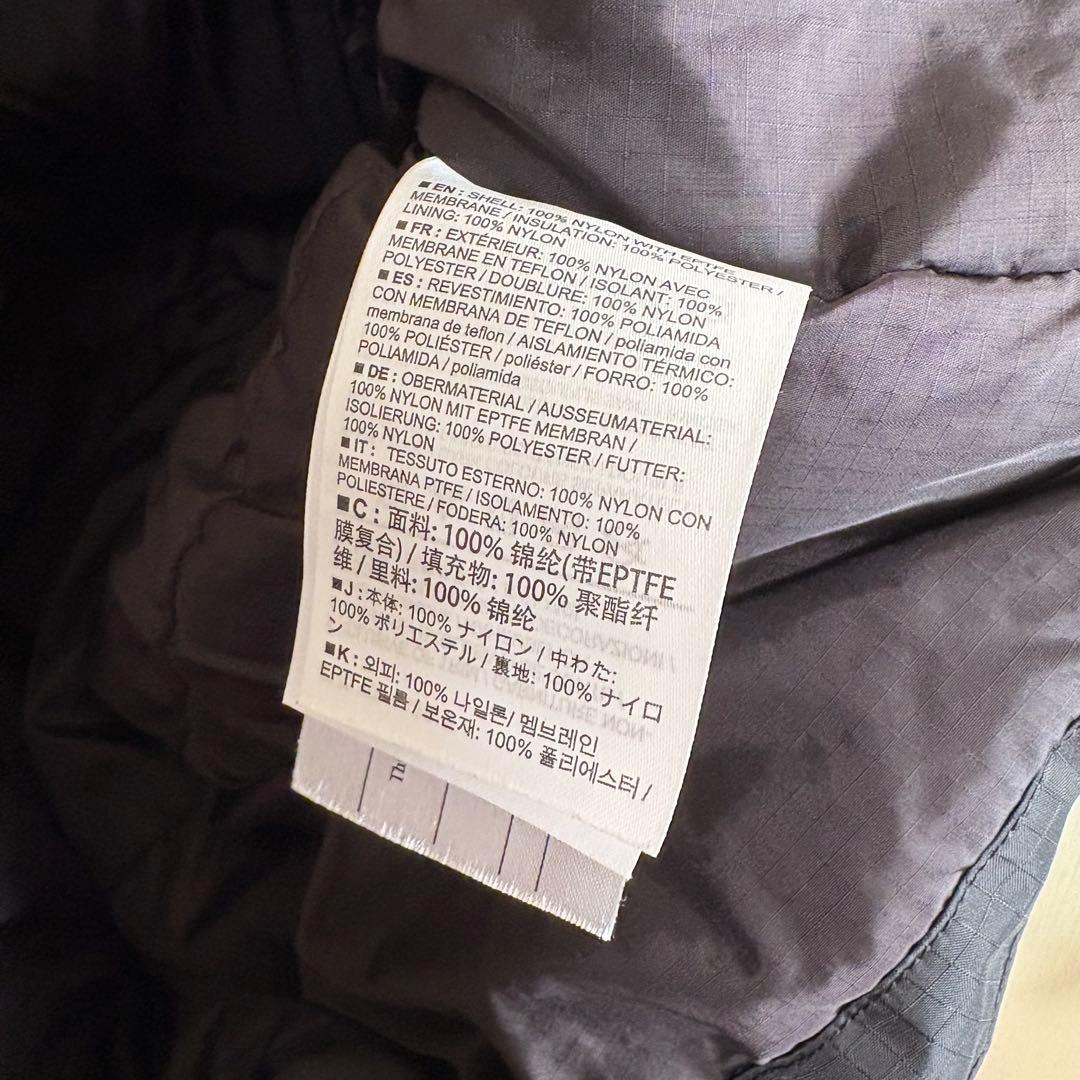 ■ EN : SHELL: 100% NYLON WITH EPTFE
MEMBRANE / INSULATION: 100% POLYESTER /
LINING: 100% NYLON
■ FR : EXTÉRIEUR: 100% NYLON AVEC
MEMBRANE EN TEFLON / ISOLANT: 100%
POLYESTER / DOUBLURE: 100% NYLON
■ ES : REVESTIMIENTO: 100% POLIAMIDA
CON MEMBRANA DE TEFLON / poliamida con
membrana de teflon / AISLAMIENTO TÉRMICO:
100% POLIÉSTER / poliéster / FORRO: 100%
POLIAMIDA / poliamida
■ DE : OBERMATERIAL / AUSSEUMATERIAL:
100% NYLON MIT EPTFE MEMBRAN /
ISOLIERUNG: 100% POLYESTER / FUTTER:
100% NYLON
■ IT : TESSUTO ESTERNO: 100% NYLON CON
MEMBRANA PTFE / ISOLAMENTO: 100%
POLIESTERE / FODERA: 100% NYLON
■ C : 面料: 100% 锦纶(带EPTFE
膜复合) / 填充物: 100% 聚酯纤
维 / 里料: 100% 锦纶
■ J : 本体: 100% ナイロン / 中わた:
100% ポリエステル / 裏地: 100% ナイロ
ン
■ K : 외피: 100% 나일론/ 멤브레인
EPTFE 필름 / 보온재: 100% 폴리에스터 /